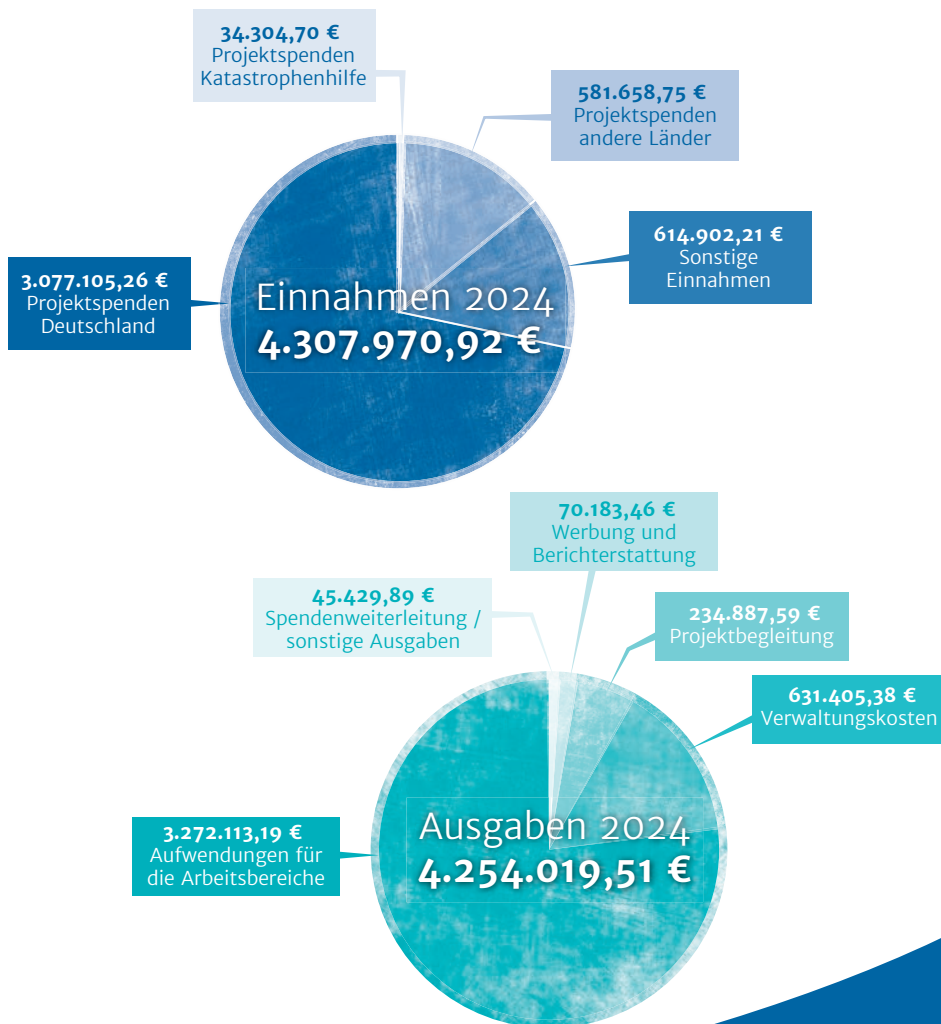 34.304,70 €
Projektspenden
Katastrophenhilfe
581.658,75 €
Projektspenden
andere Länder
614.902,21 €
Sonstige
Einnahmen
3.077.105,26 €
Projektspenden
Deutschland
Einnahmen 2024
4.307.970,92 €
70.183,46 €
Werbung und
Berichterstattung
45.429,89 €
Spendenweiterleitung /
sonstige Ausgaben
234.887,59 €
Projektbegleitung
631.405,38 €
Verwaltungskosten
3.272.113,19 €
Aufwendungen für
die Arbeitsbereiche
Ausgaben 2024
4.254.019,51 €